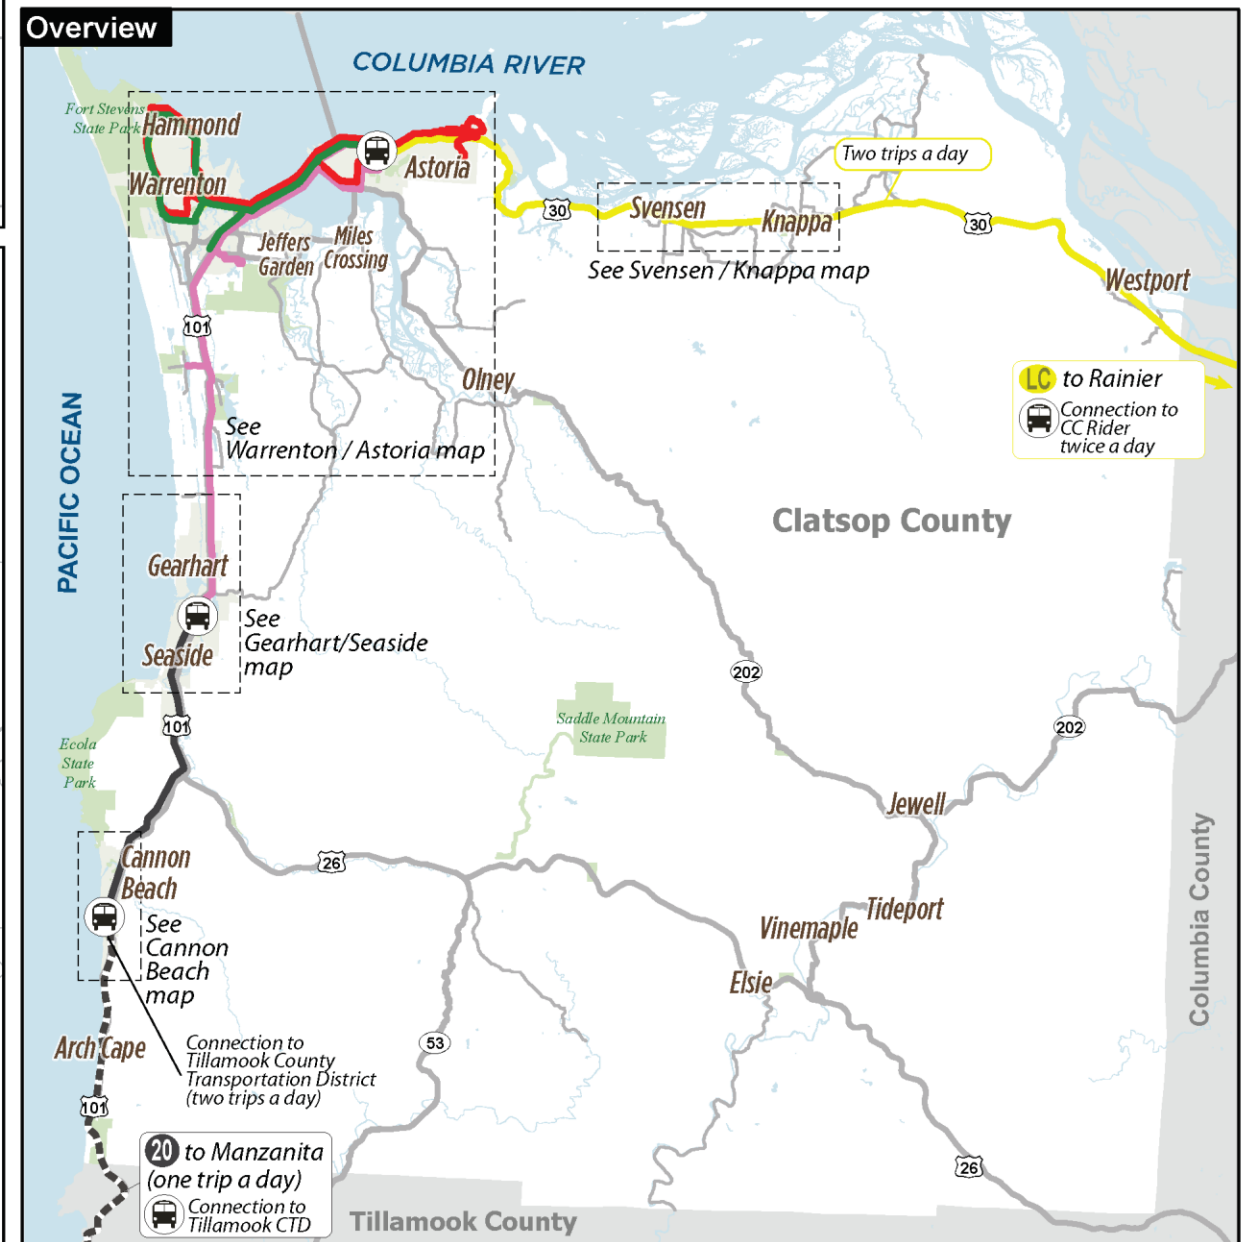 Overview
COLUMBIA RIVER
Fort Stevens
State Park
Hammond
Warrenton
Astoria
Two trips a day
30
Svensen
Knappa
30
Jeffers
Garden
Miles
Crossing
See Svensen / Knappa map
Westport
101
Olney
LC to Rainier
Connection to
CC Rider
twice a day
See
Warrenton / Astoria map
PACIFIC OCEAN
Clatsop County
Gearhart
See
Gearhart/Seaside
map
Seaside
202
101
Saddle Mountain
State Park
202
Ecola
State
Park
Jewell
Cannon
Beach
26
Columbia County
See
Cannon
Beach
map
Tideport
Vinemaple
Elsie
Arch Cape
Connection to
Tillamook County
Transportation District
(two trips a day)
53
101
20 to Manzanita
(one trip a day)
Connection to
Tillamook CTD
26
Tillamook County